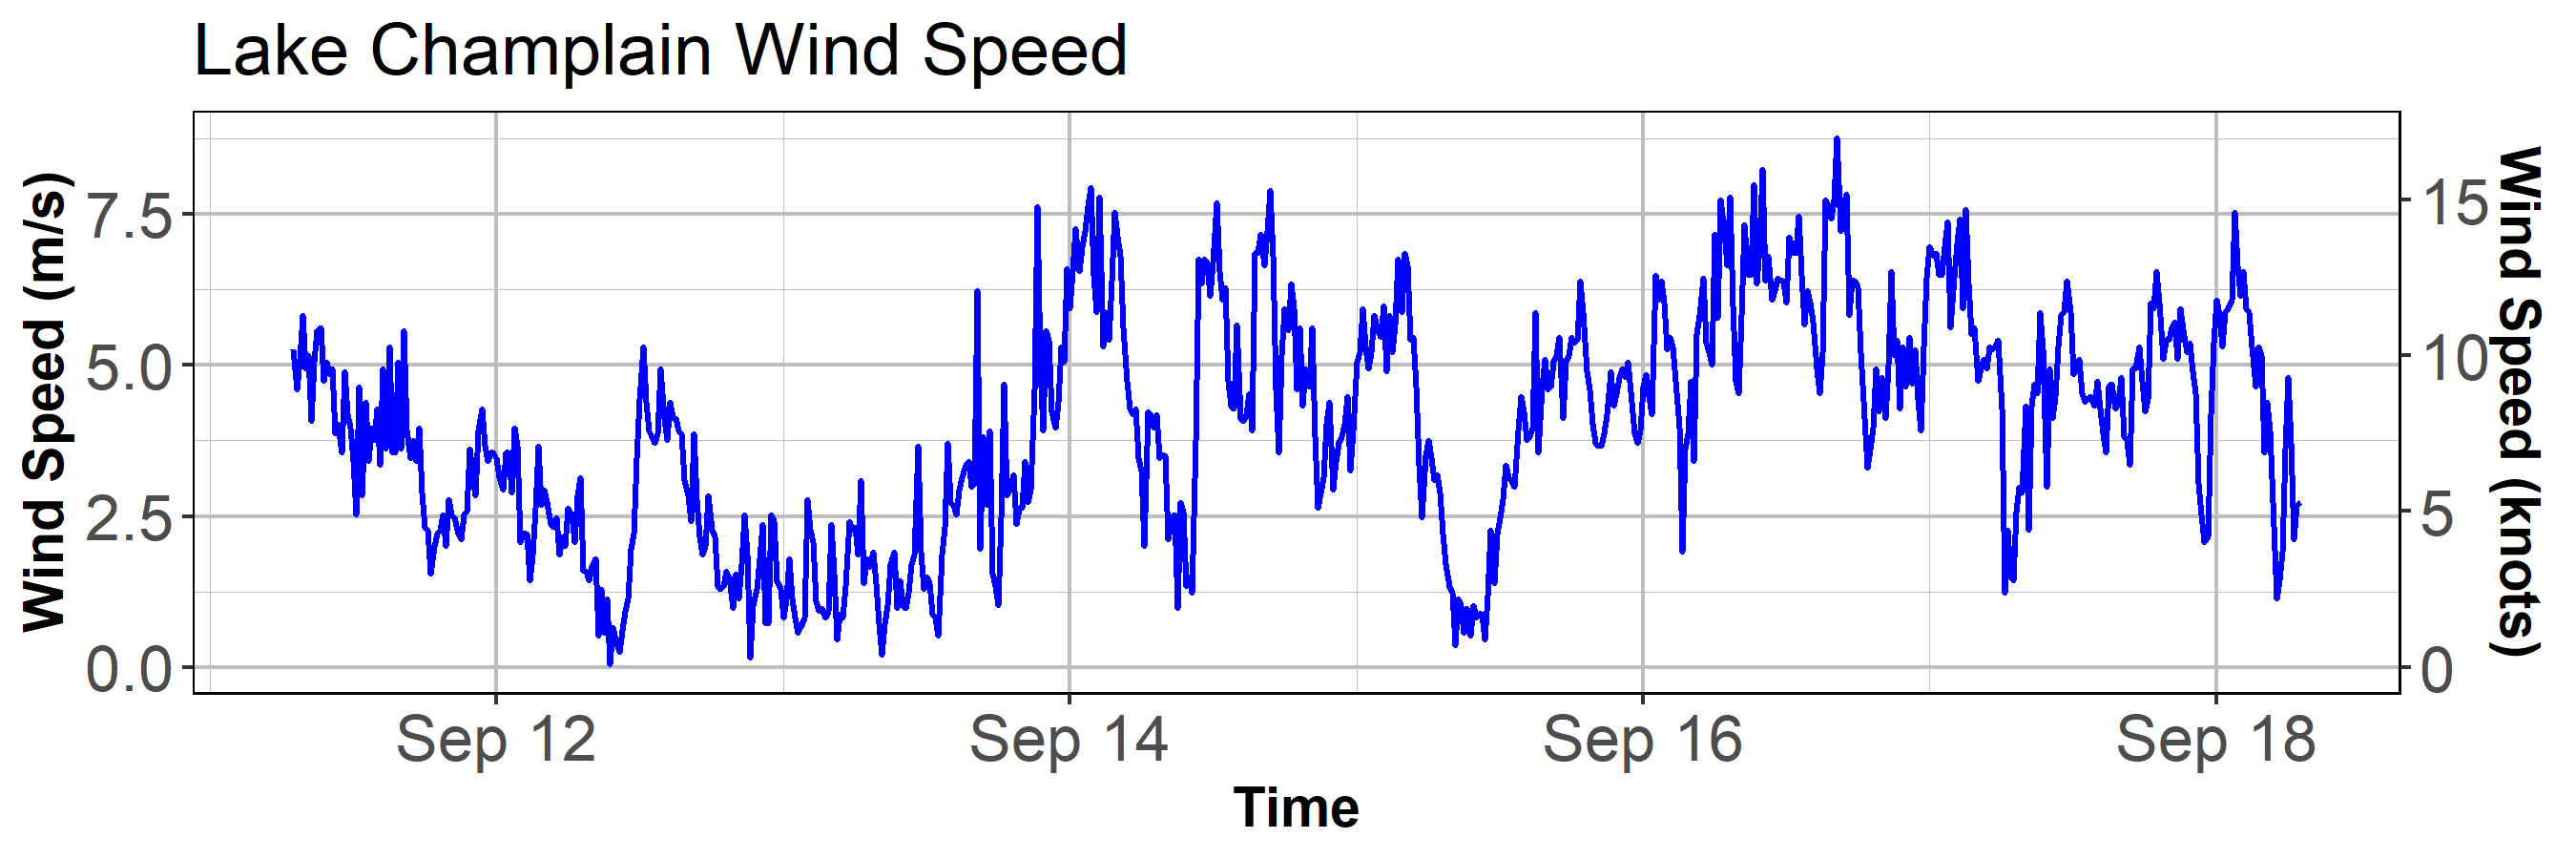 Lake Champlain Wind Speed
Wind Speed (m/s)
7.5
5.0
2.5
0.0
15
10
5
0
Wind Speed (knots)
Sep 12
Sep 14
Sep 16
Sep 18
Time